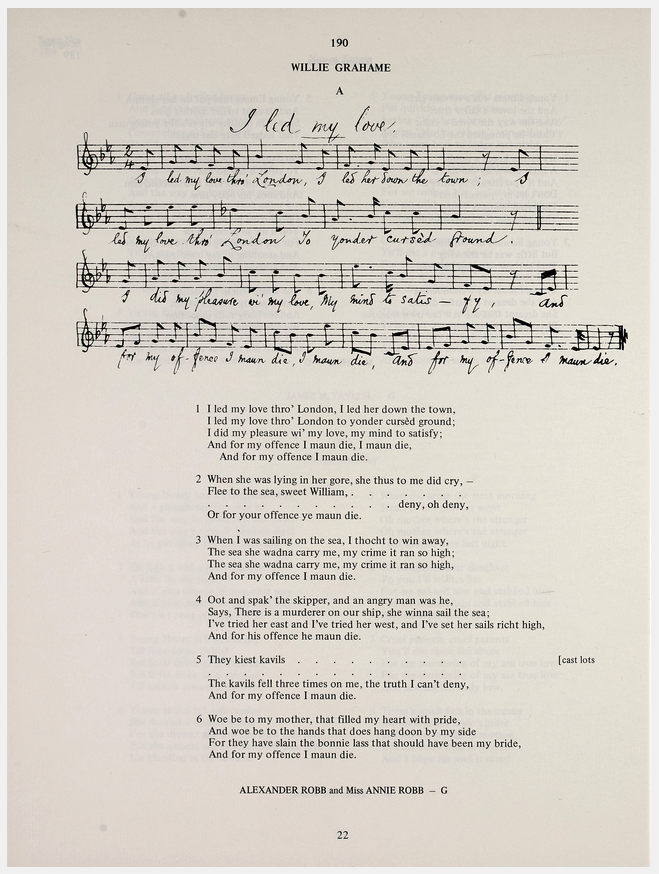 190
WILLIE GRAHAME
A
I led my love.
I led my love thro' London, I led her down the town; I
led my love thro' London To yonder cursèd ground.
I did my pleasure wi' my love, My mind to satis – fy, And
for my of-fence I maun die, I maun die, And for my of-fence I maun die.
1 I led my love thro' London, I led her down the town,
I led my love thro' London to yonder cursèd ground;
I did my pleasure wi' my love, my mind to satisfy;
And for my offence I maun die, I maun die,
And for my offence I maun die.
2 When she was lying in her gore, she thus to me did cry, –
Flee to the sea, sweet William, . . . . . . .
. . . . . . . . . . deny, oh deny,
Or for your offence ye maun die.
3 When I was sailing on the sea, I thocht to win away,
The sea she wadna carry me, my crime it ran so high;
The sea she wadna carry me, my crime it ran so high,
And for my offence I maun die.
4 Oot and spak' the skipper, and an angry man was he,
Says, There is a murderer on our ship, she winna sail the sea;
I've tried her east and I've tried her west, and I've set her sails richt high,
And for his offence he maun die.
5 They kiest kavils . . . . . . . . . [cast lots
. . . . . . . . . . . . . .
The kavils fell three times on me, the truth I can't deny,
And for my offence I maun die.
6 Woe be to my mother, that filled my heart with pride,
And woe be to the hands that does hang doon by my side
For they have slain the bonnie lass that should have been my bride,
And for my offence I maun die.
ALEXANDER ROBB and Miss ANNIE ROBB – G
22